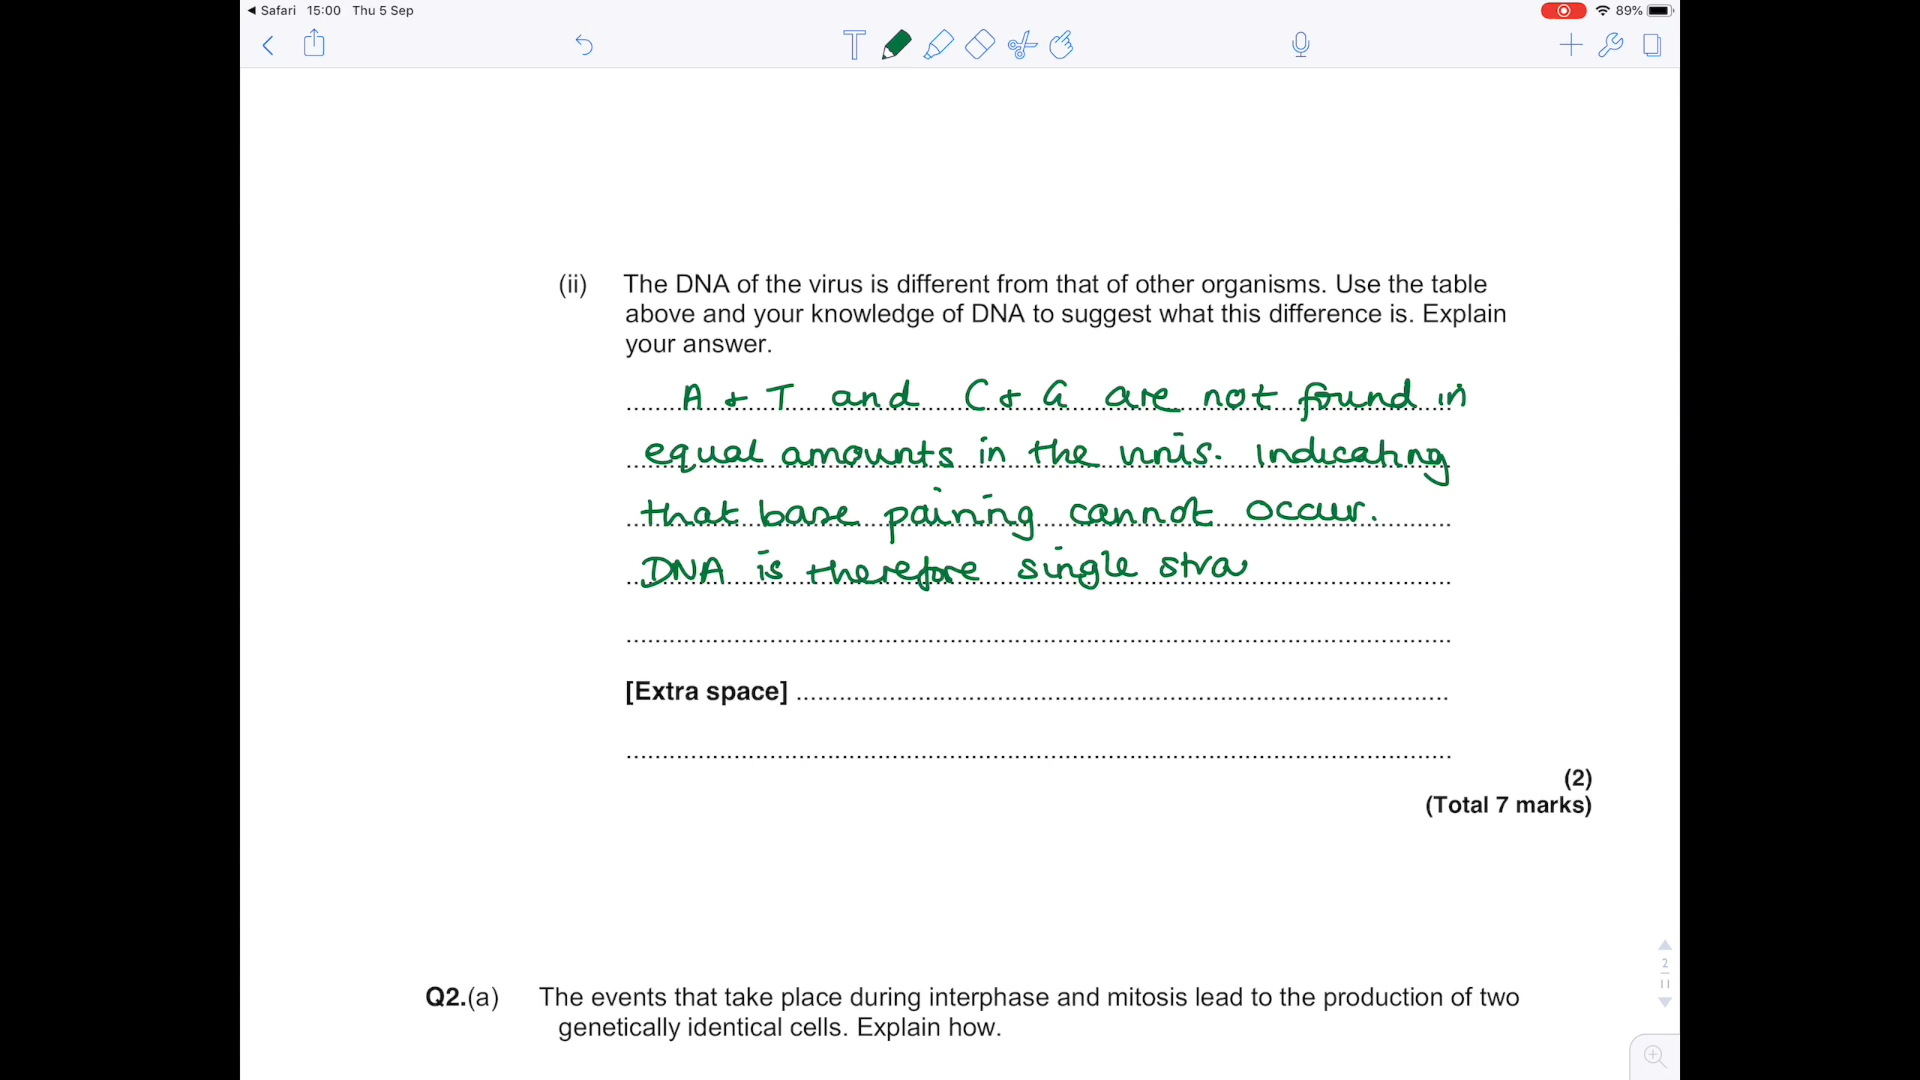 ◀ Safari 15:00 Thu 5 Sep
89%
T
(ii) The DNA of the virus is different from that of other organisms. Use the table
above and your knowledge of DNA to suggest what this difference is. Explain
your answer.
A + T and C + G are not found in
equal amounts in the virus. Indicating
that base pairing cannot occur.
DNA is therefore single stra
[Extra space]
(2)
(Total 7 marks)
2
11
Q2.(a) The events that take place during interphase and mitosis lead to the production of two
genetically identical cells. Explain how.